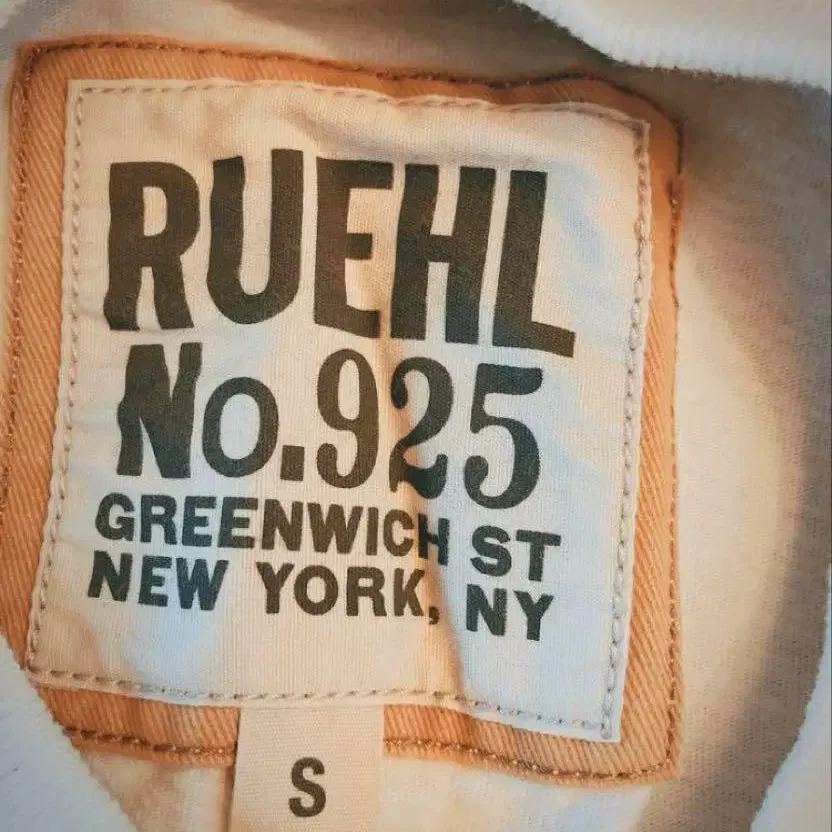 RUEHL
No.925
GREENWICH ST
NEW YORK, NY
S